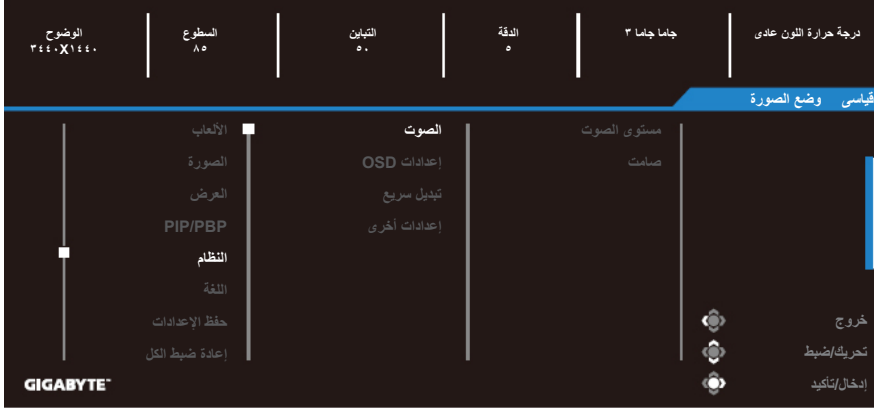 درجة حرارة اللون عادى
جاما جاما ٣
الدقة
٥
التباين
٥٠
السطوع
٨٥
الوضوح
٣٤٤٠X١٤٤٠
قياسى وضع الصورة
الألعاب
الصورة
العرض
PIP/PBP
النظام
اللغة
حفظ الإعدادات
إعادة ضبط الكل
الصوت
إعدادات OSD
تبديل سريع
إعدادات أخرى
مستوى الصوت
صامت
خروج
تحريك/ضبط
إدخال/تأكيد
GIGABYTE™